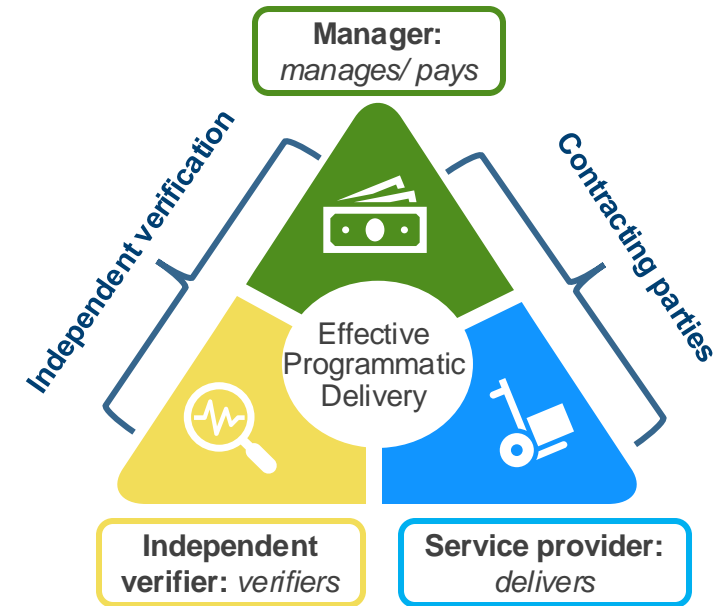 Manager:
manages/ pays
Independent verification
Contracting parties
Effective
Programmatic
Delivery
Independent
verifier: verifiers
Service provider:
delivers